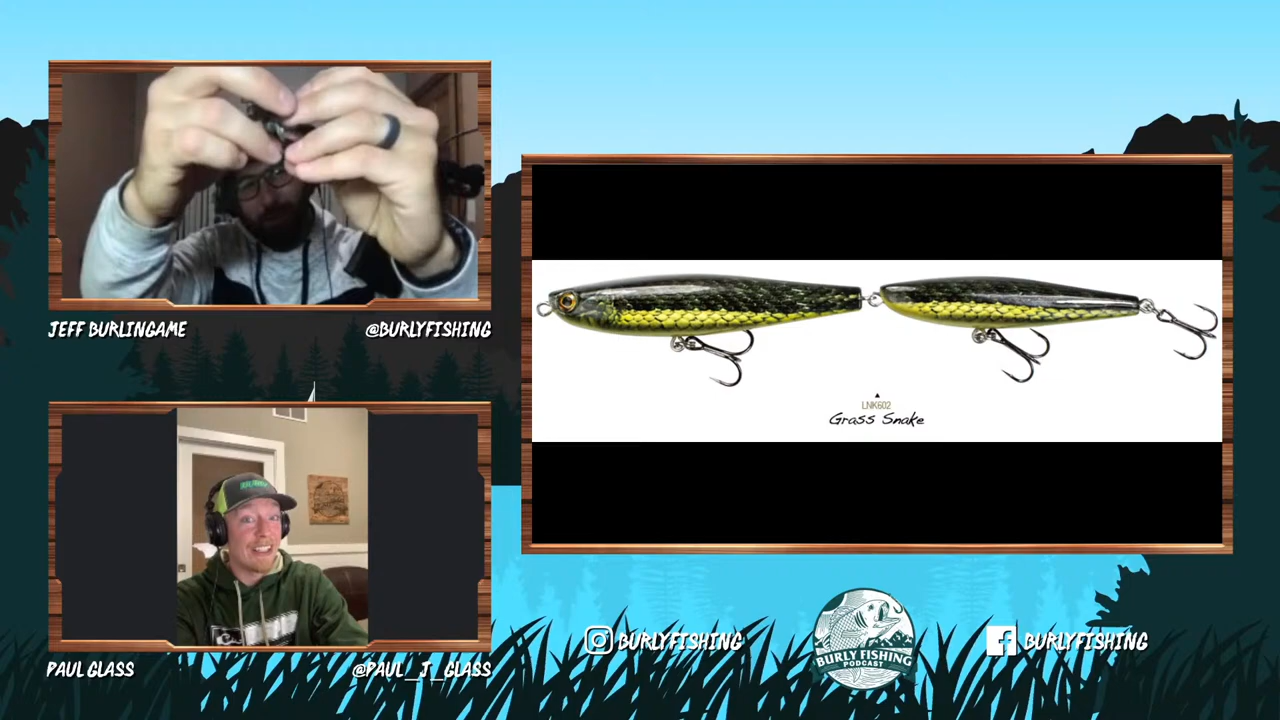 JEFF BURLINGAME
@BURLYFISHING
LNK602
Grass Snake
PAUL GLASS
@PAUL_J_GLASS
BURLYFISHING
BURLY FISHING
PODCAST
BURLYFISHING